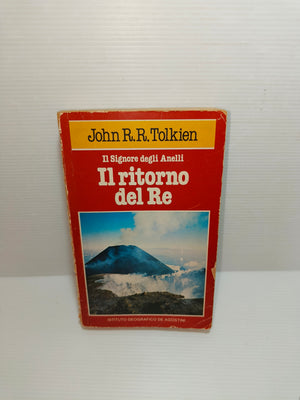 John R.R.Tolkien
Il Signore degli Anelli
Il ritorno
del Re
ISTITUTO GEOGRAFICO DE AGOSTINI